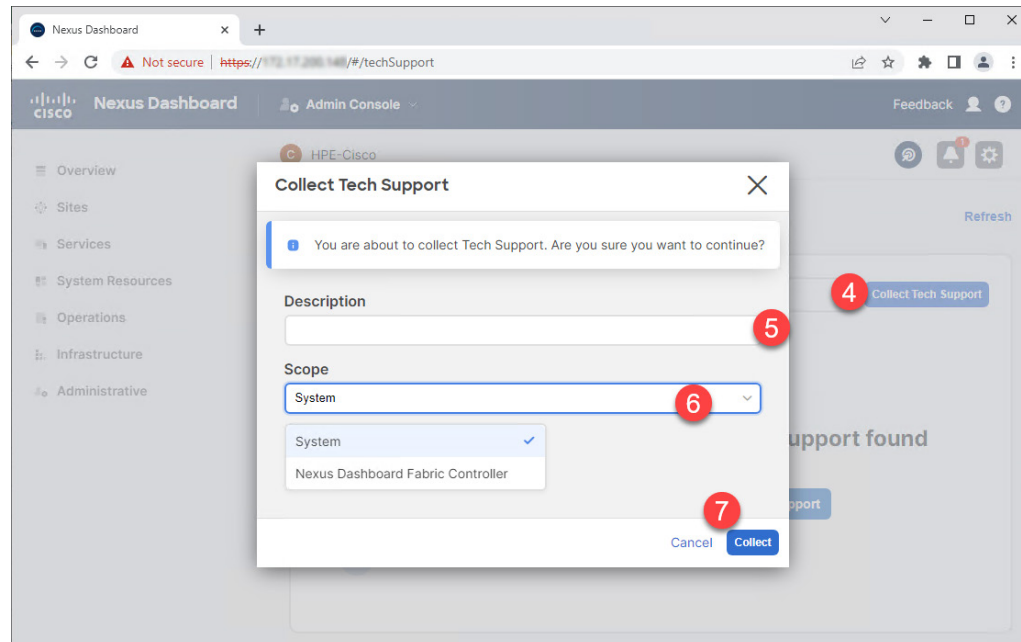 Nexus Dashboard
Not secure | https:// /#/techSupport
CISCO Nexus Dashboard Admin Console Feedback
C HPE-Cisco 1
Overview
Sites
Refresh
Services
System Resources
Operations
Infrastructure
Administrative
Collect Tech Support
You are about to collect Tech Support. Are you sure you want to continue?
4 Collect Tech Support
Description
5
Scope
System 6
System
upport found
Nexus Dashboard Fabric Controller
pport
7
Cancel Collect